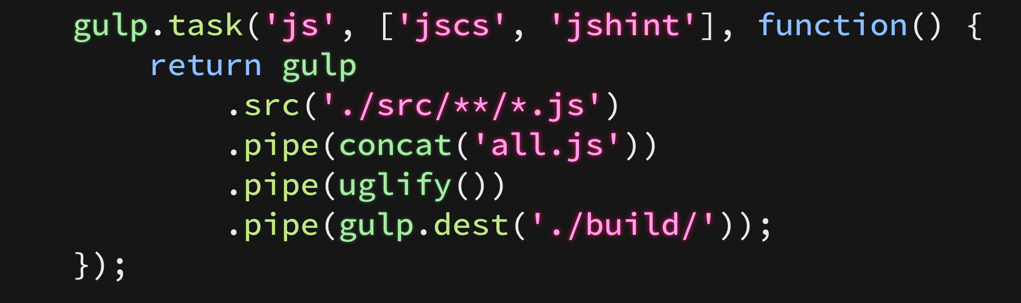 gulp.task('js', ['jscs', 'jshint'], function() {
    return gulp
        .src('./src/**/*.js')
        .pipe(concat('all.js'))
        .pipe(uglify())
        .pipe(gulp.dest('./build/'));
});